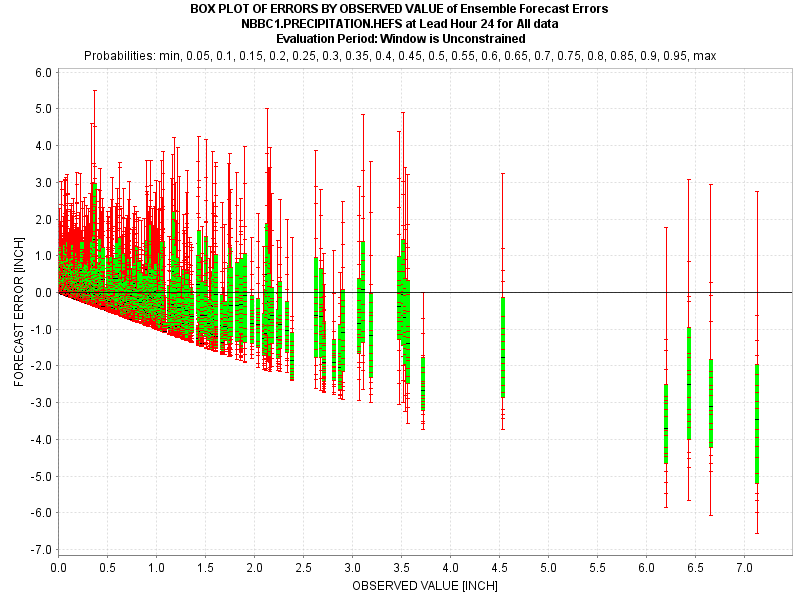 BOX PLOT OF ERRORS BY OBSERVED VALUE of Ensemble Forecast Errors
NBBC1.PRECIPITATION.HEFS at Lead Hour 24 for All data
Evaluation Period: Window is Unconstrained
Probabilities: min, 0.05, 0.1, 0.15, 0.2, 0.25, 0.3, 0.35, 0.4, 0.45, 0.5, 0.55, 0.6, 0.65, 0.7, 0.75, 0.8, 0.85, 0.9, 0.95, max
FORECAST ERROR [INCH]
6.0
5.0
4.0
3.0
2.0
1.0
0.0
-1.0
-2.0
-3.0
-4.0
-5.0
-6.0
-7.0
0.0 0.5 1.0 1.5 2.0 2.5 3.0 3.5 4.0 4.5 5.0 5.5 6.0 6.5 7.0
OBSERVED VALUE [INCH]